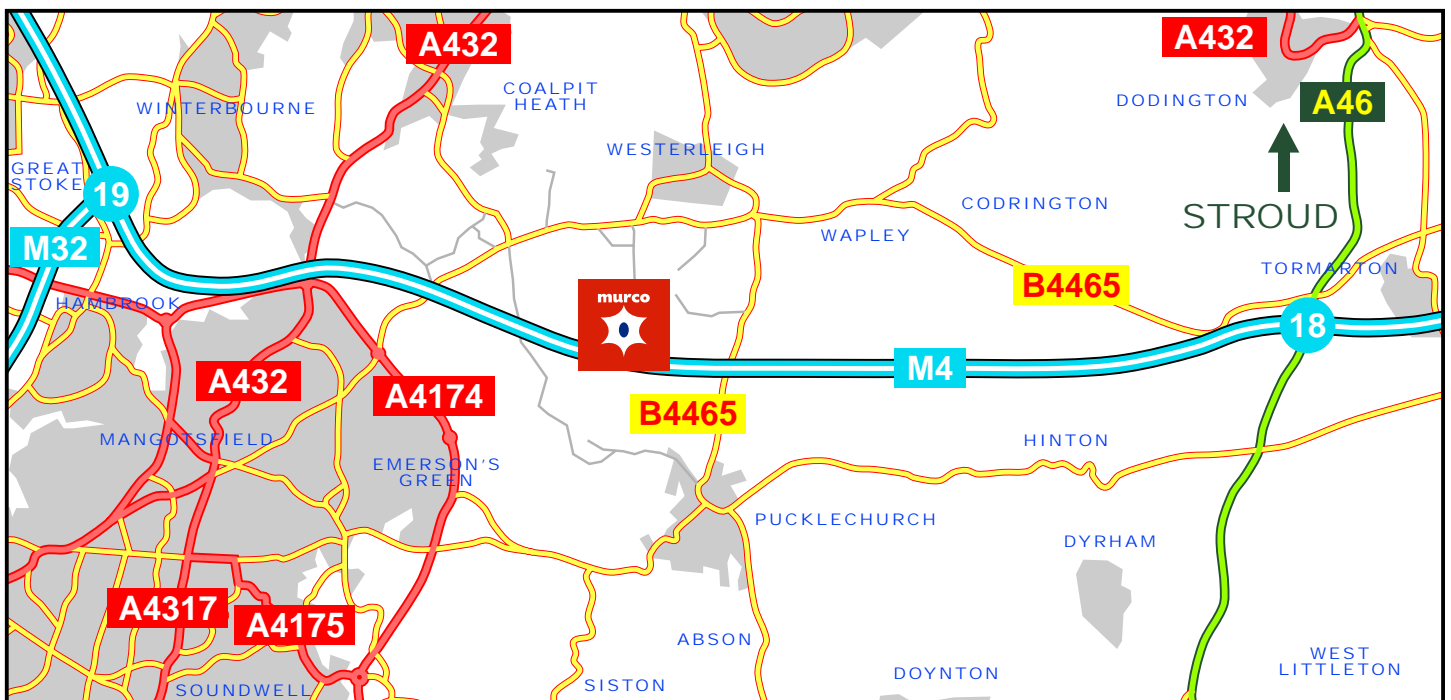 A432
A432
COALPIT
HEATH
DODINGTON
A46
WINTERBOURNE
WESTERLEIGH
GREAT
STOKE
19
CODRINGTON
STROUD
WAPLEY
M32
TORMARTON
B4465
HAMBROOK
murco
18
A432
M4
A4174
B4465
MANGOTSFIELD
HINTON
EMERSON'S
GREEN
PUCKLECHURCH
DYRHAM
A4317
A4175
ABSON
WEST
LITTLETON
DOYNTON
SISTON
SOUNDWELL